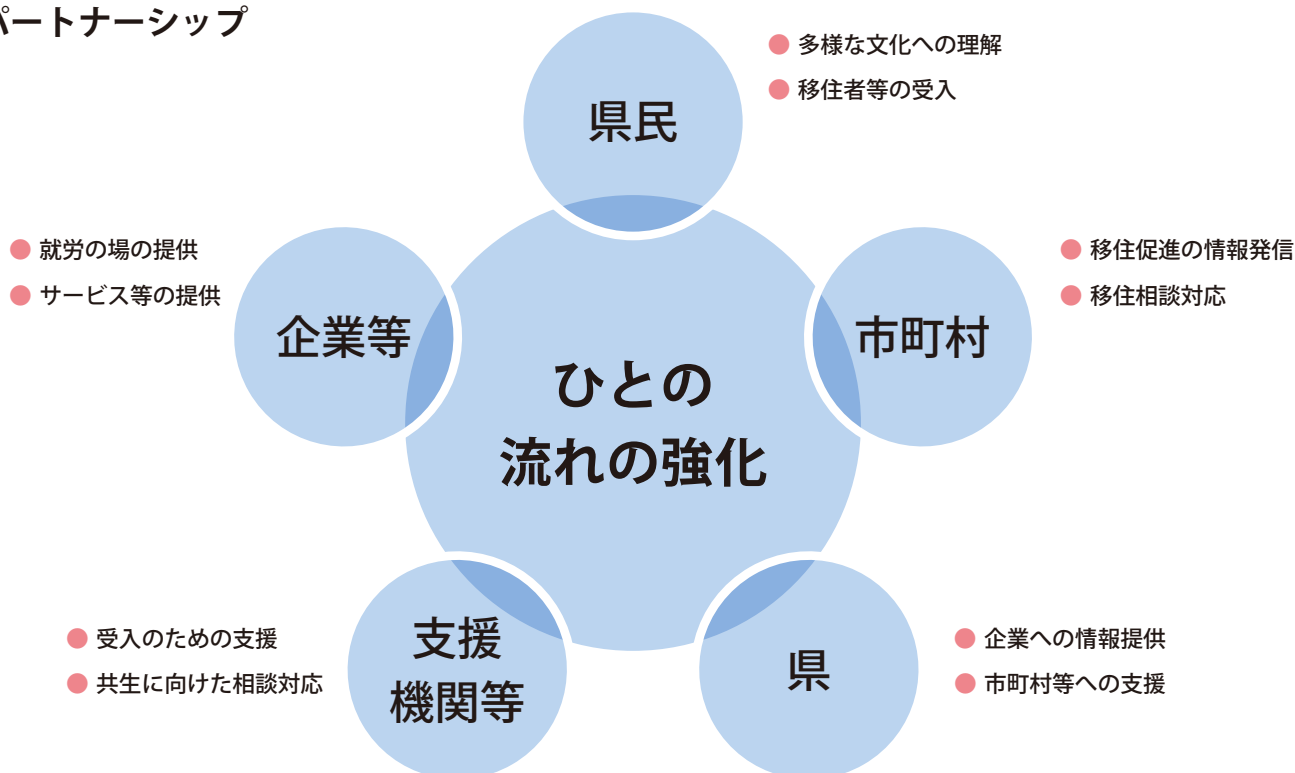 パートナーシップ
県民
多様な文化への理解
移住者等の受入
企業等
就労の場の提供
サービス等の提供
市町村
移住促進の情報発信
移住相談対応
ひとの
流れの強化
支援
機関等
受入のための支援
共生に向けた相談対応
県
企業への情報提供
市町村等への支援